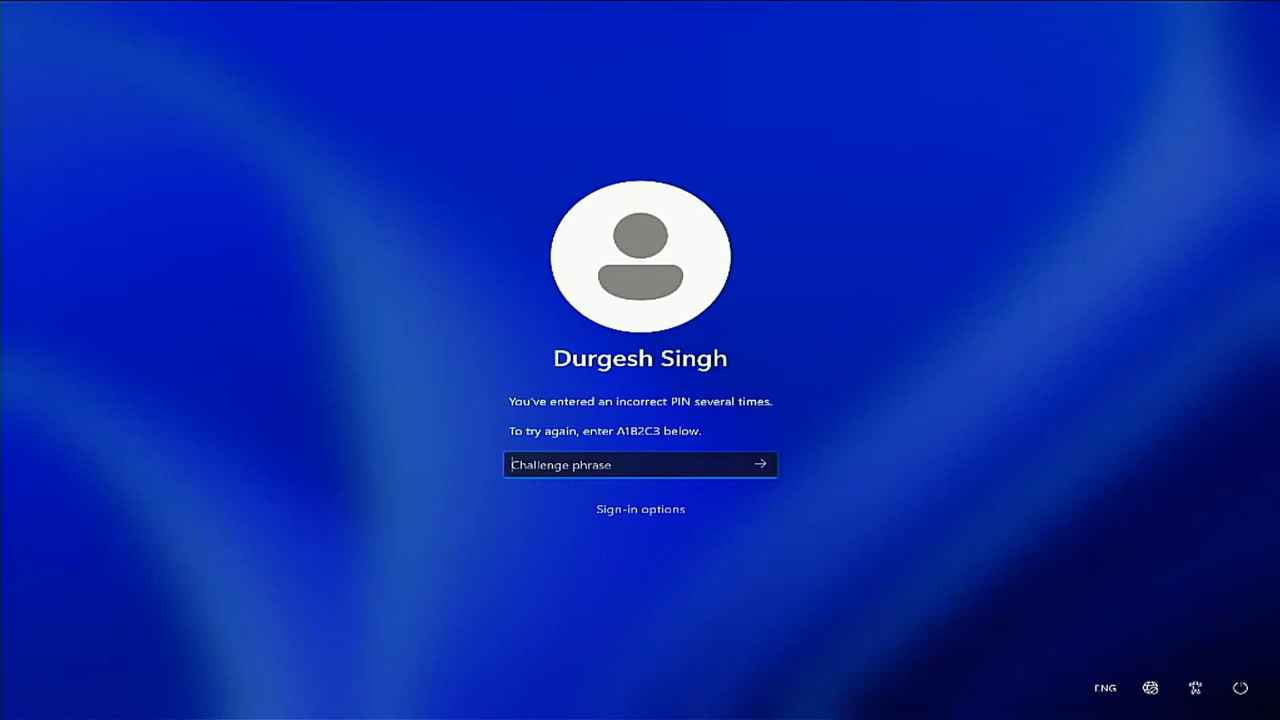 Durgesh Singh
You've entered an incorrect PIN several times.
To try again, enter A1B2C3 below.
Challenge phrase
Sign-in options
ENG